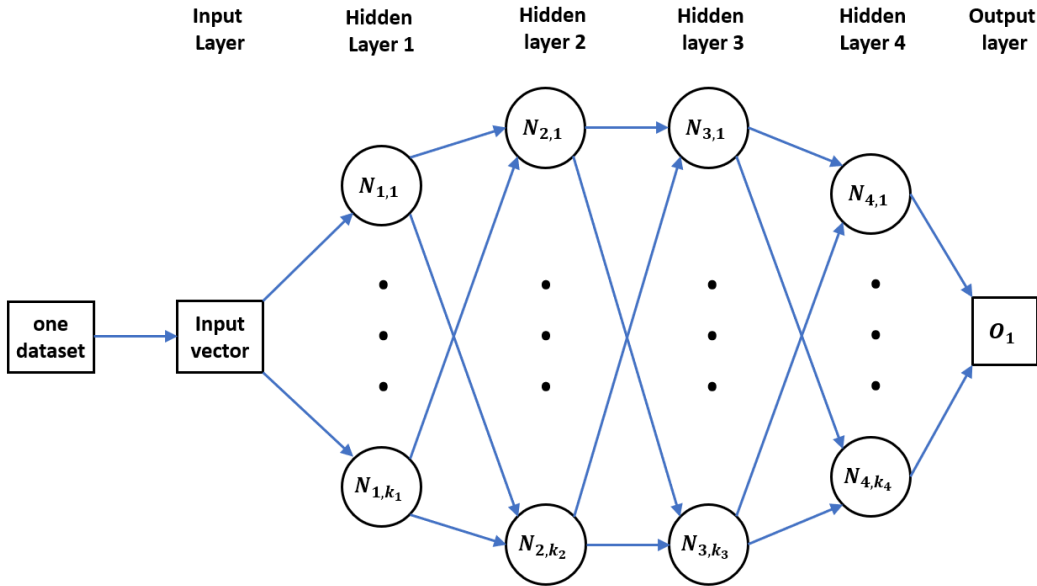 Input
Layer
Hidden
Layer 1
Hidden
layer 2
Hidden
layer 3
Hidden
Layer 4
Output
layer
one
dataset
Input
vector
N₁,₁
N₁,ₖ₁
N₂,₁
N₂,ₖ₂
N₃,₁
N₃,ₖ₃
N₄,₁
N₄,ₖ₄
O₁